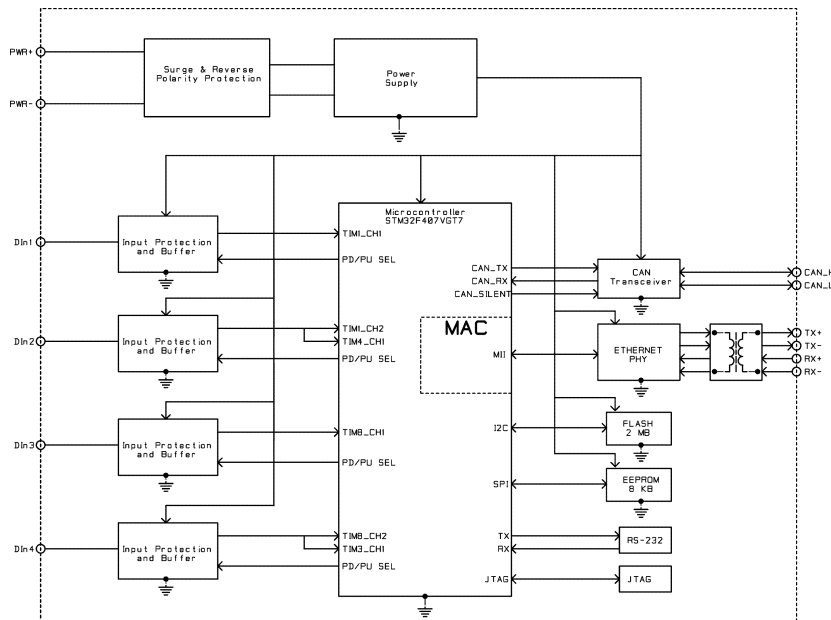 PWR+
Surge & Reverse
Polarity Protection
Power
Supply
PWR-
Microcontroller
STM32F407VGT7
DIn1
Input Protection
and Buffer
TIM1_CH1
PD/PU SEL
CAN_TX
CAN_RX
CAN_SILENT
CAN
Transceiver
CAN_H
CAN_L
DIn2
Input Protection
and Buffer
TIM1_CH2
TIM4_CH1
PD/PU SEL
MAC
MII
ETHERNET
PHY
TX+
TX-
RX+
RX-
DIn3
Input Protection
and Buffer
TIM8_CH1
PD/PU SEL
I2C
FLASH
2 MB
SPI
EEPROM
8 KB
DIn4
Input Protection
and Buffer
TIM8_CH2
TIM3_CH1
PD/PU SEL
TX
RX
RS-232
JTAG
JTAG